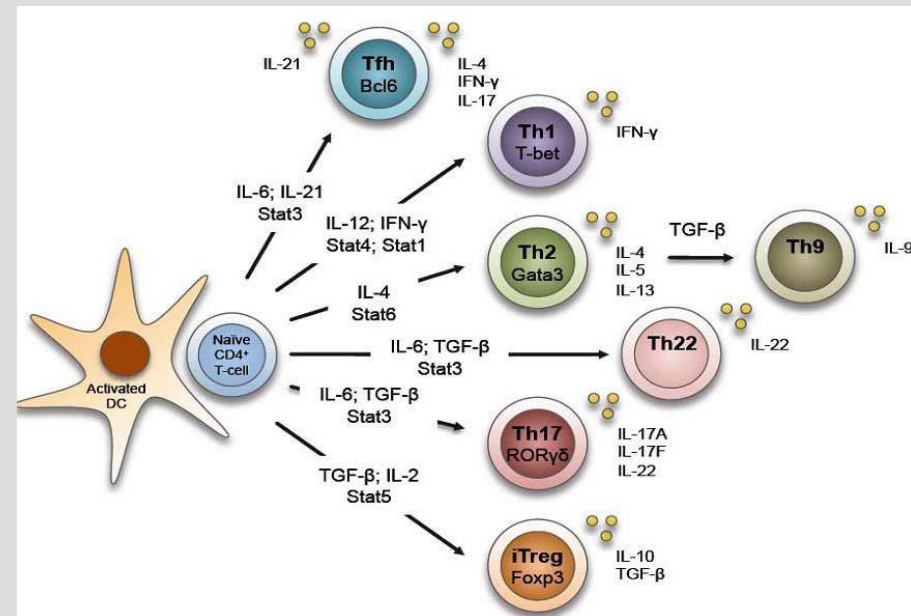 IL-21
Tfh
Bcl6
IL-4
IFN-γ
IL-17
Th1
T-bet
IFN-γ
IL-6; IL-21
Stat3
IL-12; IFN-γ
Stat4; Stat1
Th2
Gata3
IL-4
IL-5
IL-13
TGF-β
Th9
IL-9
IL-4
Stat6
Naïve
CD4+
T-cell
Activated
DC
IL-6; TGF-β
Stat3
Th22
IL-22
IL-6; TGF-β
Stat3
Th17
RORγδ
IL-17A
IL-17F
IL-22
TGF-β; IL-2
Stat5
iTreg
Foxp3
IL-10
TGF-β